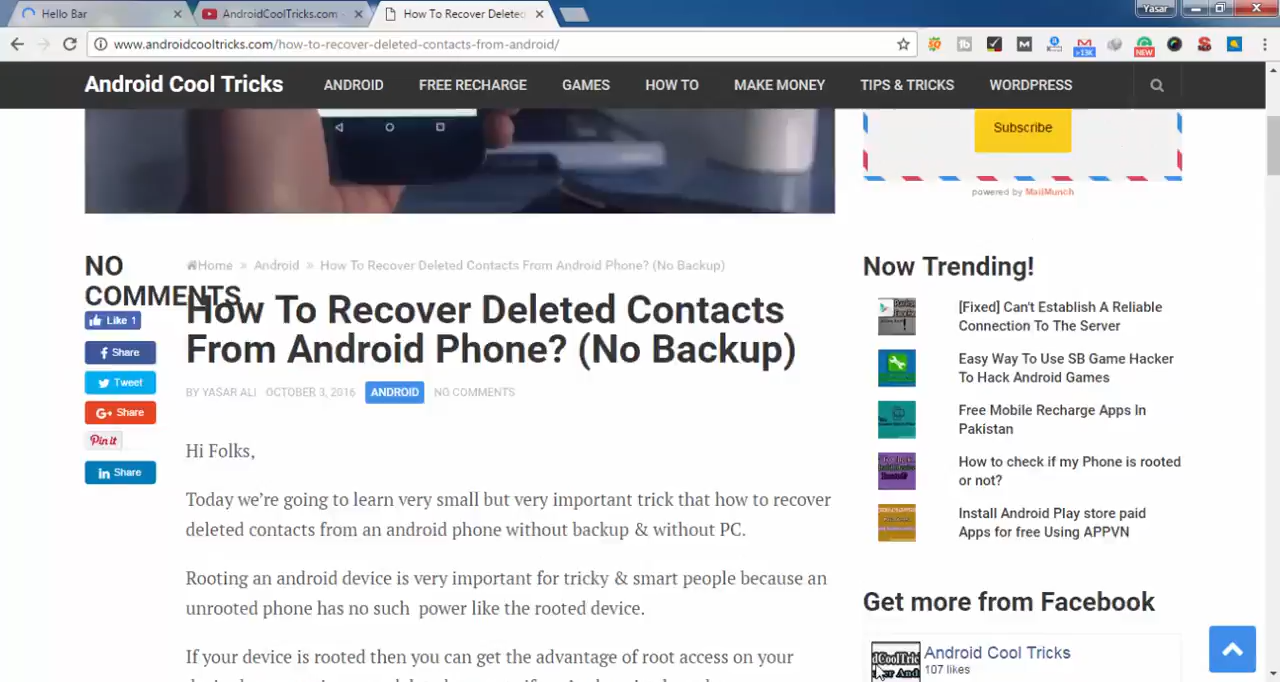 Hello Bar
AndroidCoolTricks.com -
How To Recover Deleted
Yasar
www.androidcooltricks.com/how-to-recover-deleted-contacts-from-android/
>13K
NEW
Android Cool Tricks
ANDROID
FREE RECHARGE
GAMES
HOW TO
MAKE MONEY
TIPS & TRICKS
WORDPRESS
Subscribe
powered by MailMunch
NO
COMMENTS
Like 1
Share
Tweet
G+ Share
Pin it
in Share
Home » Android » How To Recover Deleted Contacts From Android Phone? (No Backup)
How To Recover Deleted Contacts
From Android Phone? (No Backup)
BY YASAR ALI OCTOBER 3, 2016 ANDROID NO COMMENTS
Hi Folks,
Today we’re going to learn very small but very important trick that how to recover
deleted contacts from an android phone without backup & without PC.
Rooting an android device is very important for tricky & smart people because an
unrooted phone has no such power like the rooted device.
If your device is rooted then you can get the advantage of root access on your
Now Trending!
[Fixed] Can't Establish A Reliable
Connection To The Server
Easy Way To Use SB Game Hacker
To Hack Android Games
Free Mobile Recharge Apps In
Pakistan
How to check if my Phone is rooted
or not?
Install Android Play store paid
Apps for free Using APPVN
Get more from Facebook
Android Cool Tricks
107 likes